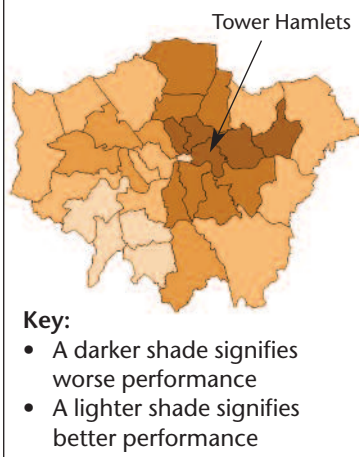 Tower Hamlets
Key:
• A darker shade signifies
worse performance
• A lighter shade signifies
better performance